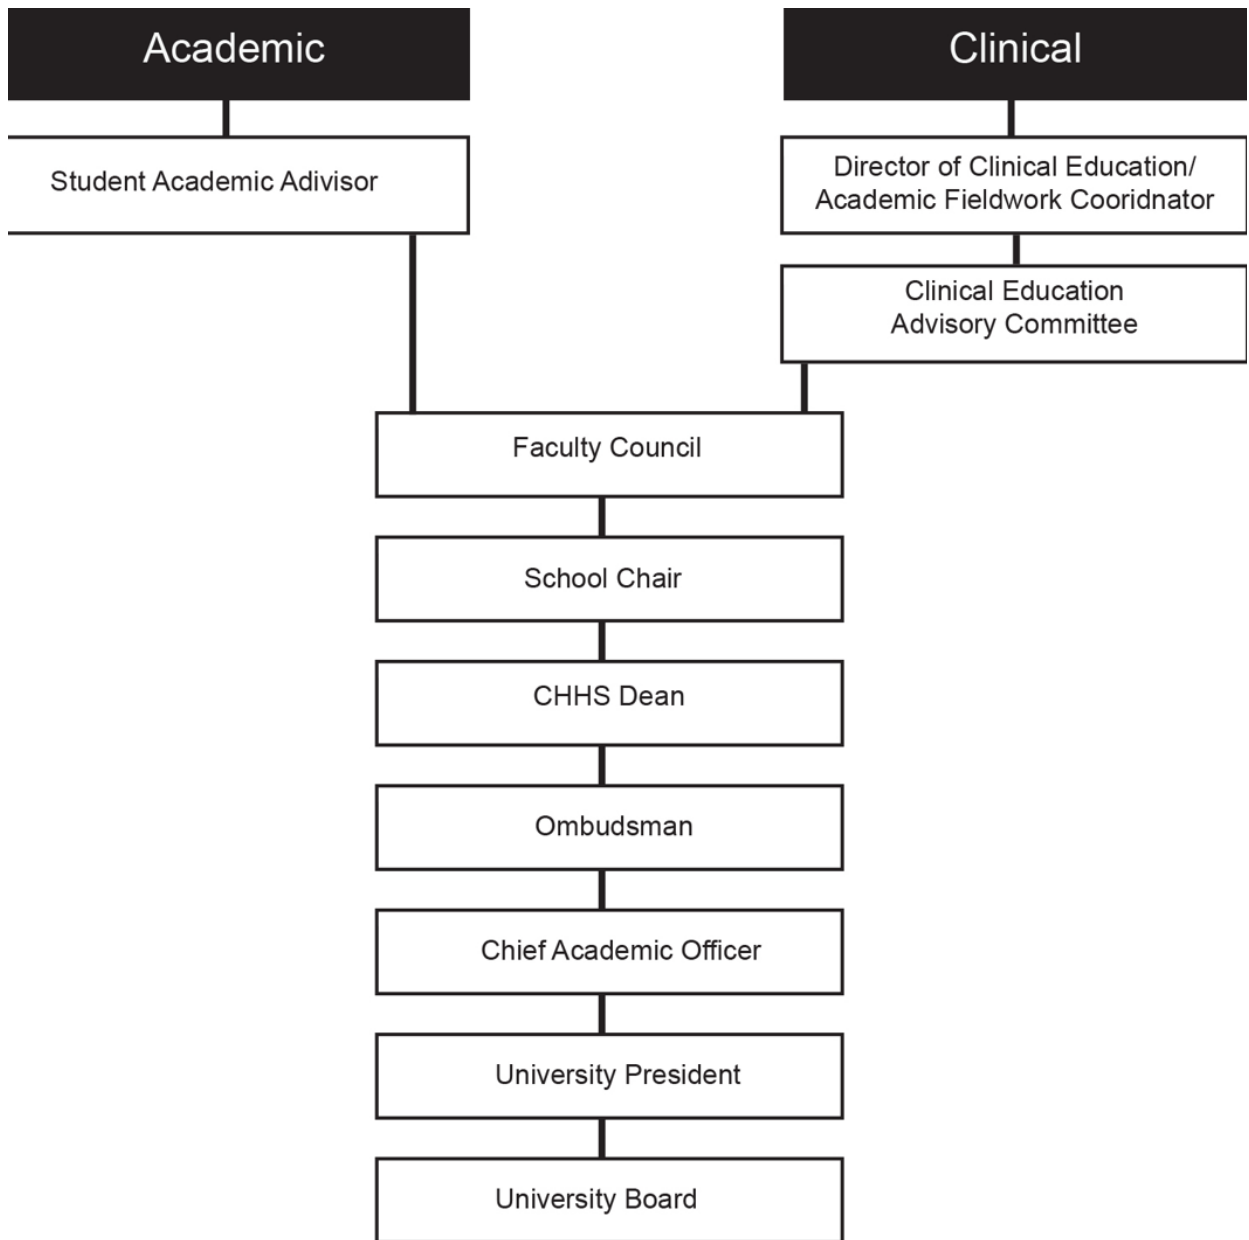 Academic
Clinical
Student Academic Adivisor
Director of Clinical Education/
Academic Fieldwork Cooridnator
Clinical Education
Advisory Committee
Faculty Council
School Chair
CHHS Dean
Ombudsman
Chief Academic Officer
University President
University Board